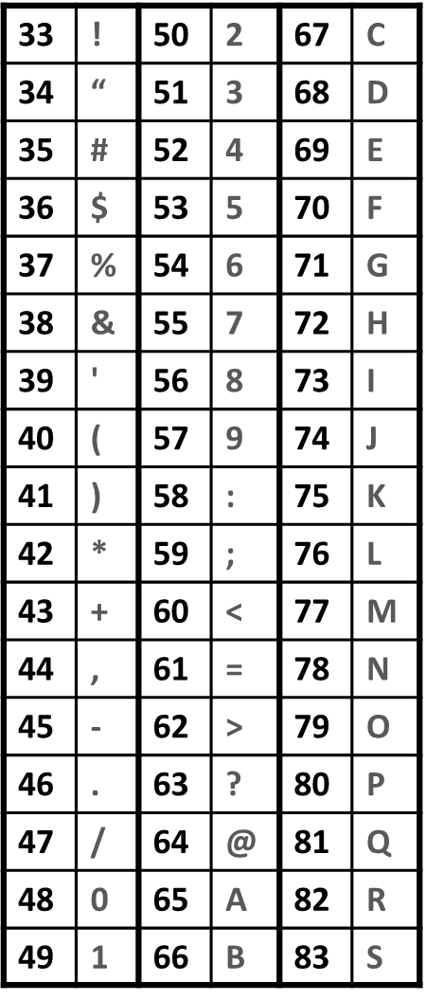 33 ! 50 2 67 C
34 “ 51 3 68 D
35 # 52 4 69 E
36 $ 53 5 70 F
37 % 54 6 71 G
38 & 55 7 72 H
39 ' 56 8 73 I
40 ( 57 9 74 J
41 ) 58 : 75 K
42 * 59 ; 76 L
43 + 60 < 77 M
44 , 61 = 78 N
45 - 62 > 79 O
46 . 63 ? 80 P
47 / 64 @ 81 Q
48 0 65 A 82 R
49 1 66 B 83 S